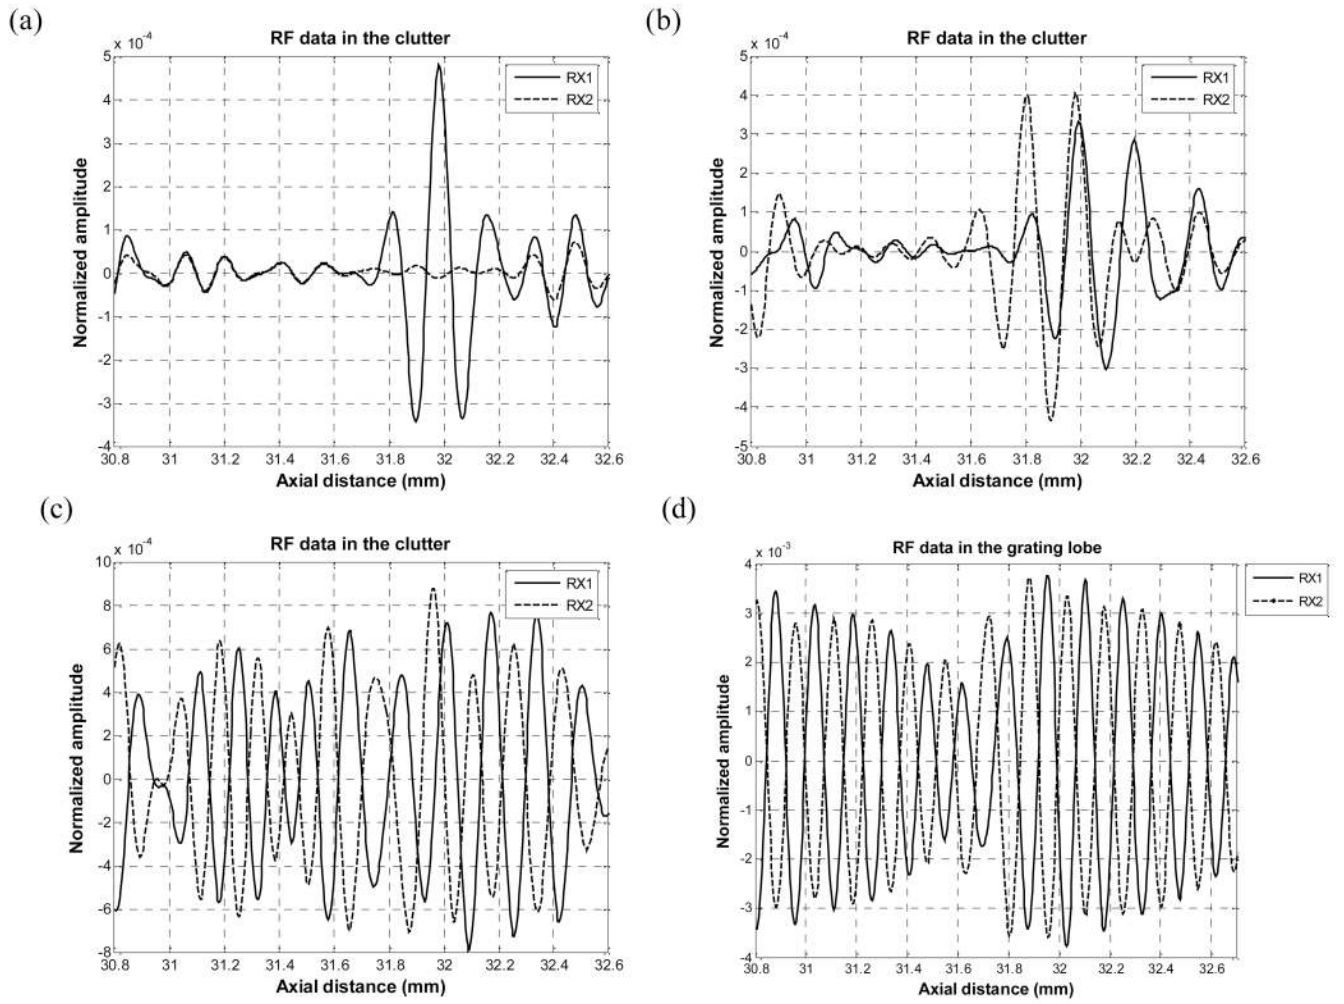 (a)
RF data in the clutter
x 10-4
5
4
3
2
1
0
-1
-2
-3
-4
30.8 31 31.2 31.4 31.6 31.8 32 32.2 32.4 32.6
Normalized amplitude
Axial distance (mm)
RX1
RX2
(b)
RF data in the clutter
x 10-4
5
4
3
2
1
0
-1
-2
-3
-4
-5
30.8 31 31.2 31.4 31.6 31.8 32 32.2 32.4 32.6
Normalized amplitude
Axial distance (mm)
RX1
RX2
(c)
RF data in the clutter
x 10-4
10
8
6
4
2
0
-2
-4
-6
-8
30.8 31 31.2 31.4 31.6 31.8 32 32.2 32.4 32.6
Normalized amplitude
Axial distance (mm)
RX1
RX2
(d)
RF data in the grating lobe
x 10-3
4
3
2
1
0
-1
-2
-3
-4
30.8 31 31.2 31.4 31.6 31.8 32 32.2 32.4 32.6
Normalized amplitude
Axial distance (mm)
RX1
RX2